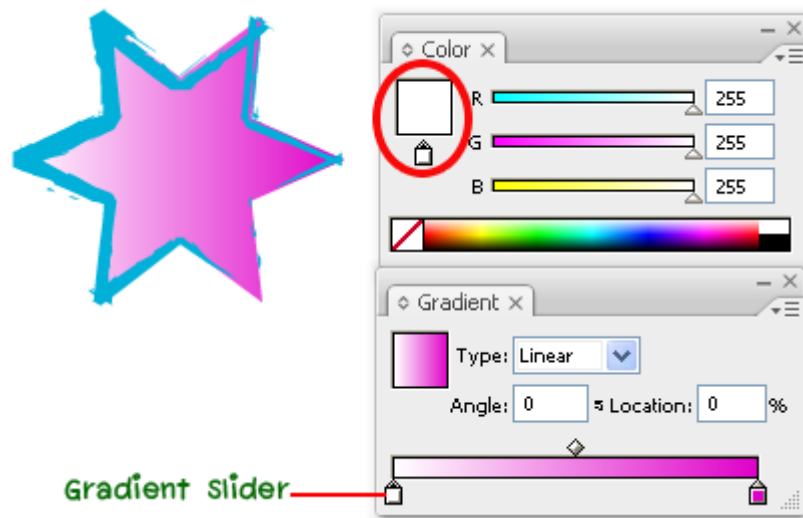 Color
R 255
G 255
B 255
Gradient
Type: Linear
Angle: 0 Location: 0 %
Gradient Slider